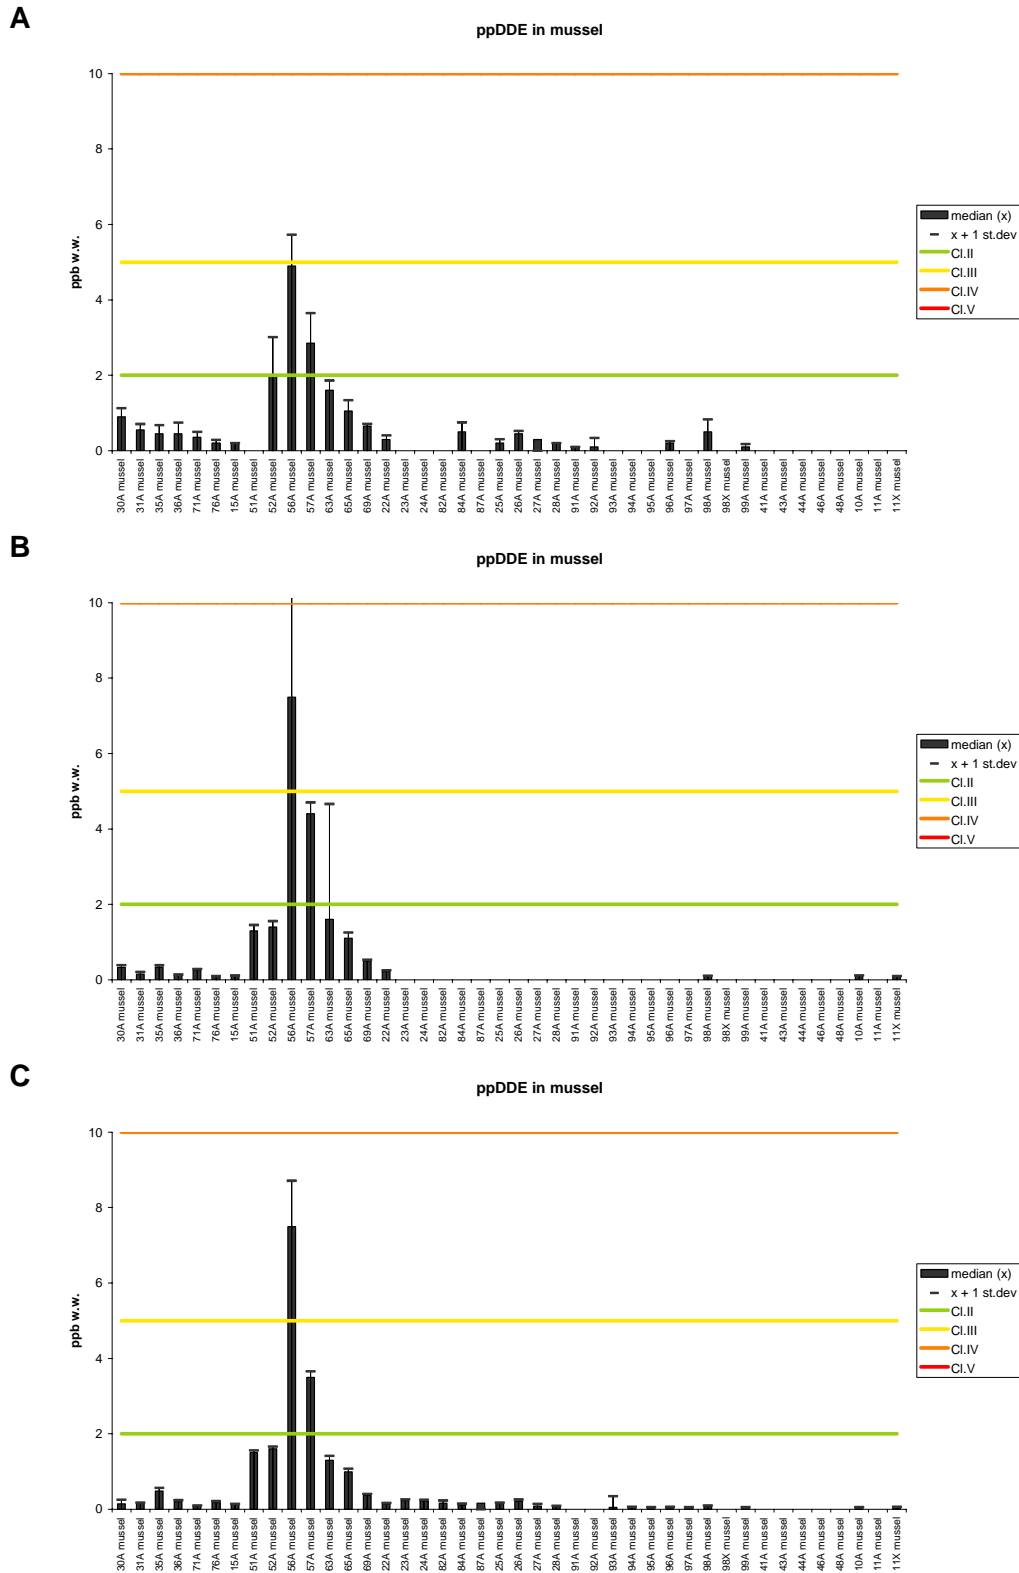 A
ppDDE in mussel
10
8
6
4
2
0
ppb w.w.
30A mussel
31A mussel
35A mussel
36A mussel
71A mussel
76A mussel
15A mussel
51A mussel
52A mussel
56A mussel
57A mussel
63A mussel
65A mussel
69A mussel
22A mussel
23A mussel
24A mussel
82A mussel
84A mussel
87A mussel
25A mussel
26A mussel
27A mussel
28A mussel
91A mussel
92A mussel
93A mussel
94A mussel
95A mussel
96A mussel
97A mussel
98A mussel
98X mussel
99A mussel
41A mussel
43A mussel
44A mussel
46A mussel
48A mussel
10A mussel
11A mussel
11X mussel
median (x)
x + 1 st.dev
Cl.II
Cl.III
Cl.IV
Cl.V
B
ppDDE in mussel
10
8
6
4
2
0
ppb w.w.
30A mussel
31A mussel
35A mussel
36A mussel
71A mussel
76A mussel
15A mussel
51A mussel
52A mussel
56A mussel
57A mussel
63A mussel
65A mussel
69A mussel
22A mussel
23A mussel
24A mussel
82A mussel
84A mussel
87A mussel
25A mussel
26A mussel
27A mussel
28A mussel
91A mussel
92A mussel
93A mussel
94A mussel
95A mussel
96A mussel
97A mussel
98A mussel
98X mussel
99A mussel
41A mussel
43A mussel
44A mussel
46A mussel
48A mussel
10A mussel
11A mussel
11X mussel
median (x)
x + 1 st.dev
Cl.II
Cl.III
Cl.IV
Cl.V
C
ppDDE in mussel
10
8
6
4
2
0
ppb w.w.
30A mussel
31A mussel
35A mussel
36A mussel
71A mussel
76A mussel
15A mussel
51A mussel
52A mussel
56A mussel
57A mussel
63A mussel
65A mussel
69A mussel
22A mussel
23A mussel
24A mussel
82A mussel
84A mussel
87A mussel
25A mussel
26A mussel
27A mussel
28A mussel
91A mussel
92A mussel
93A mussel
94A mussel
95A mussel
96A mussel
97A mussel
98A mussel
98X mussel
99A mussel
41A mussel
43A mussel
44A mussel
46A mussel
48A mussel
10A mussel
11A mussel
11X mussel
median (x)
x + 1 st.dev
Cl.II
Cl.III
Cl.IV
Cl.V